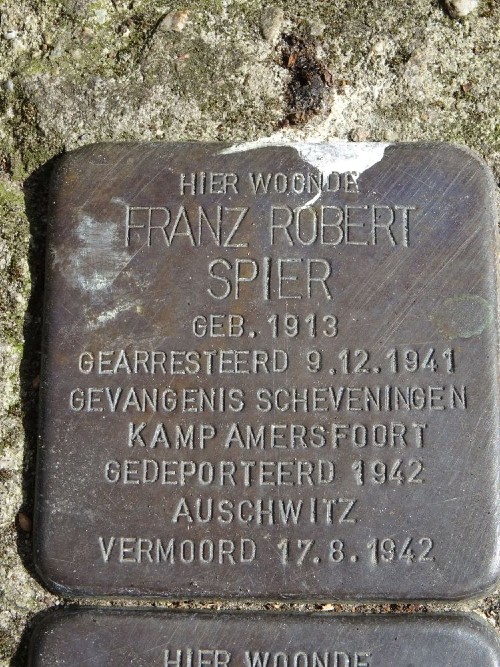 HIER WOONDE
FRANZ ROBERT
SPIER
GEB. 1913
GEARRESTEERD 9.12.1941
GEVANGENIS SCHEVENINGEN
KAMP AMERSFOORT
GEDEPORTEERD 1942
AUSCHWITZ
VERMOORD 17.8.1942
HIER WOONDE